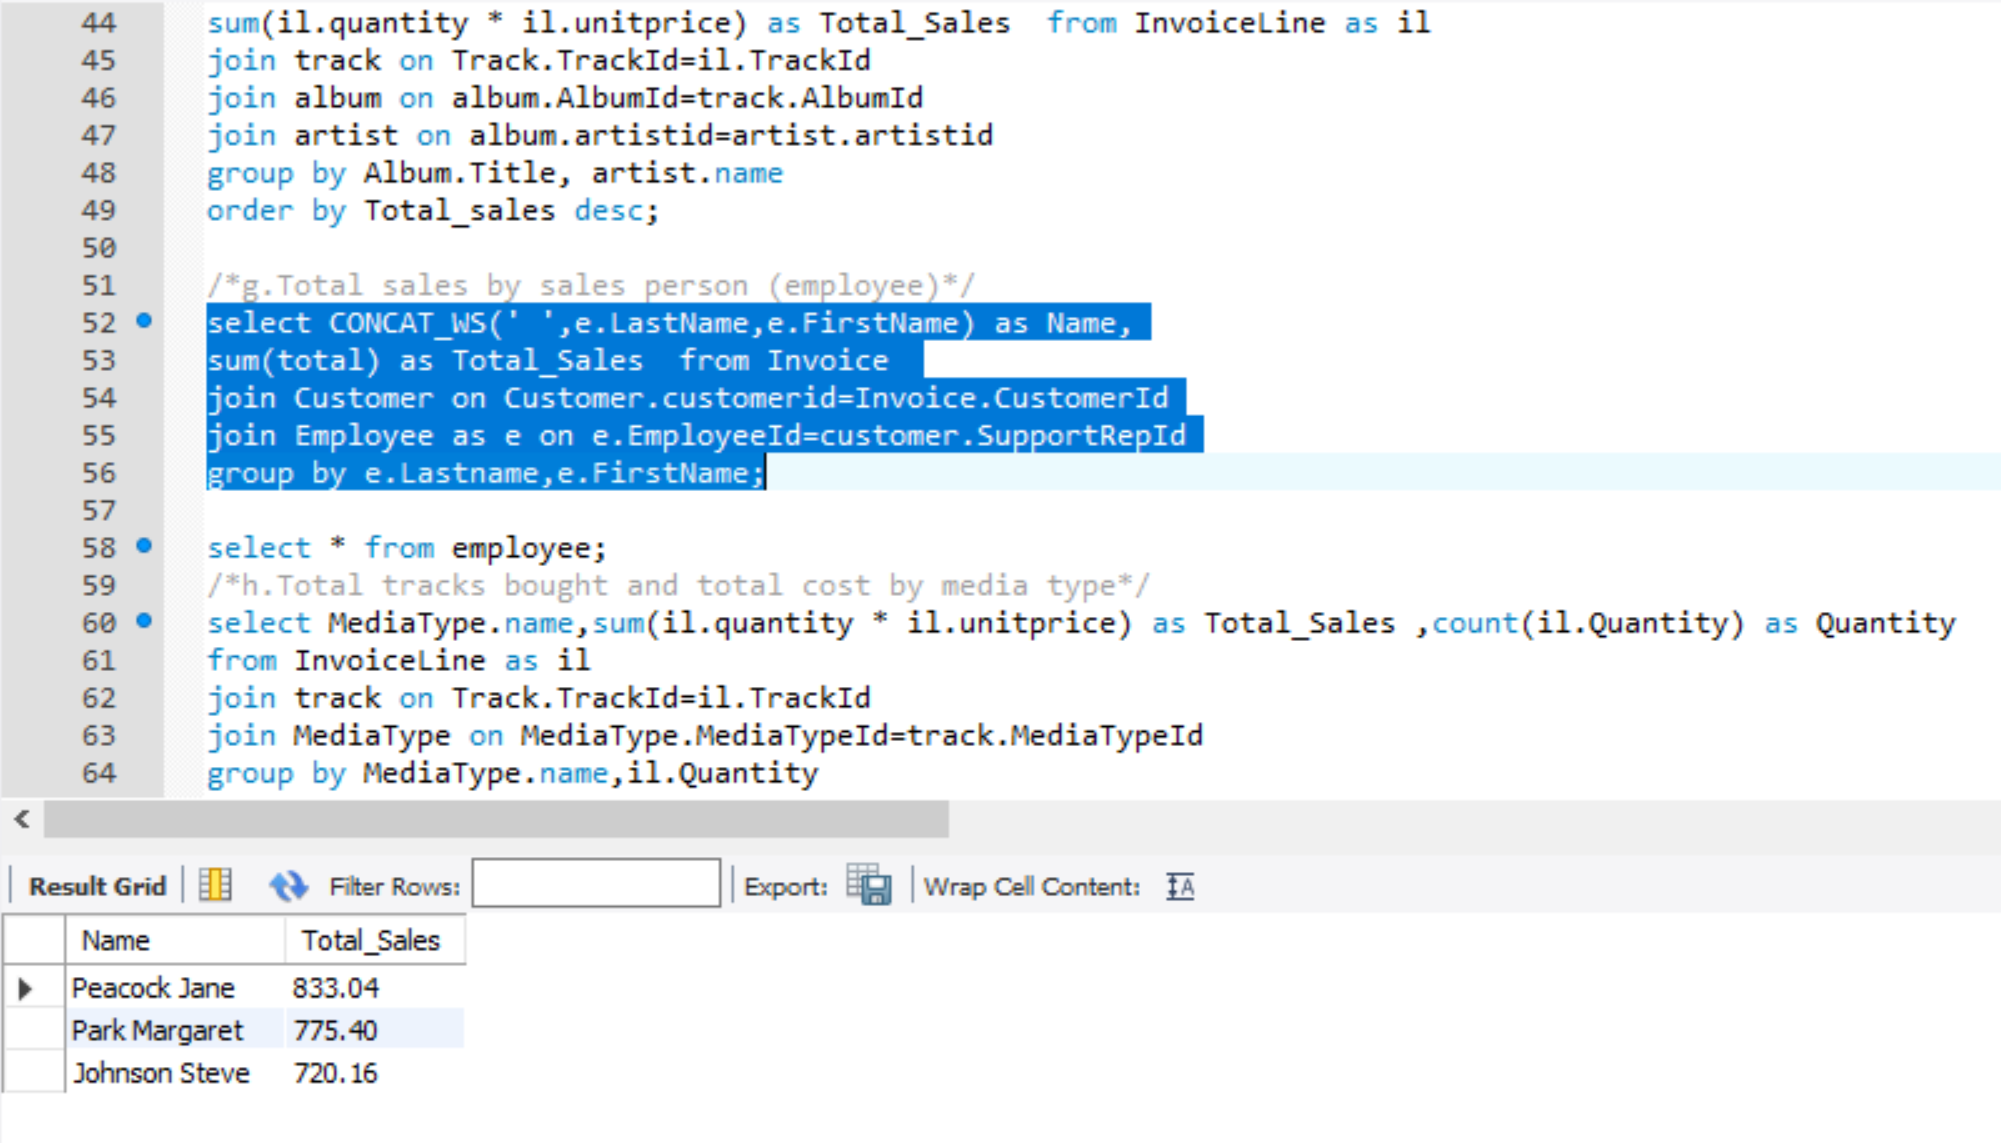 44 sum(il.quantity * il.unitprice) as Total_Sales  from InvoiceLine as il
45 join track on Track.TrackId=il.TrackId
46 join album on album.AlbumId=track.AlbumId
47 join artist on album.artistid=artist.artistid
48 group by Album.Title, artist.name
49 order by Total_sales desc;
50
51 /*g.Total sales by sales person (employee)*/
52 select CONCAT_WS(' ',e.LastName,e.FirstName) as Name,
53 sum(total) as Total_Sales  from Invoice
54 join Customer on Customer.customerid=Invoice.CustomerId
55 join Employee as e on e.EmployeeId=customer.SupportRepId
56 group by e.Lastname,e.FirstName;
57
58 select * from employee;
59 /*h.Total tracks bought and total cost by media type*/
60 select MediaType.name,sum(il.quantity * il.unitprice) as Total_Sales ,count(il.Quantity) as Quantity
61 from InvoiceLine as il
62 join track on Track.TrackId=il.TrackId
63 join MediaType on MediaType.MediaTypeId=track.MediaTypeId
64 group by MediaType.name,il.Quantity
Result Grid Filter Rows: Export: Wrap Cell Content:
Name Total_Sales
Peacock Jane 833.04
Park Margaret 775.40
Johnson Steve 720.16